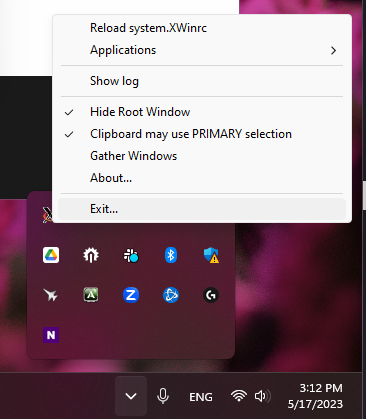 Reload system.XWinrc
Applications
Show log
Hide Root Window
Clipboard may use PRIMARY selection
Gather Windows
About...
Exit...
A
Z
G
N
ENG
3:12 PM
5/17/2023